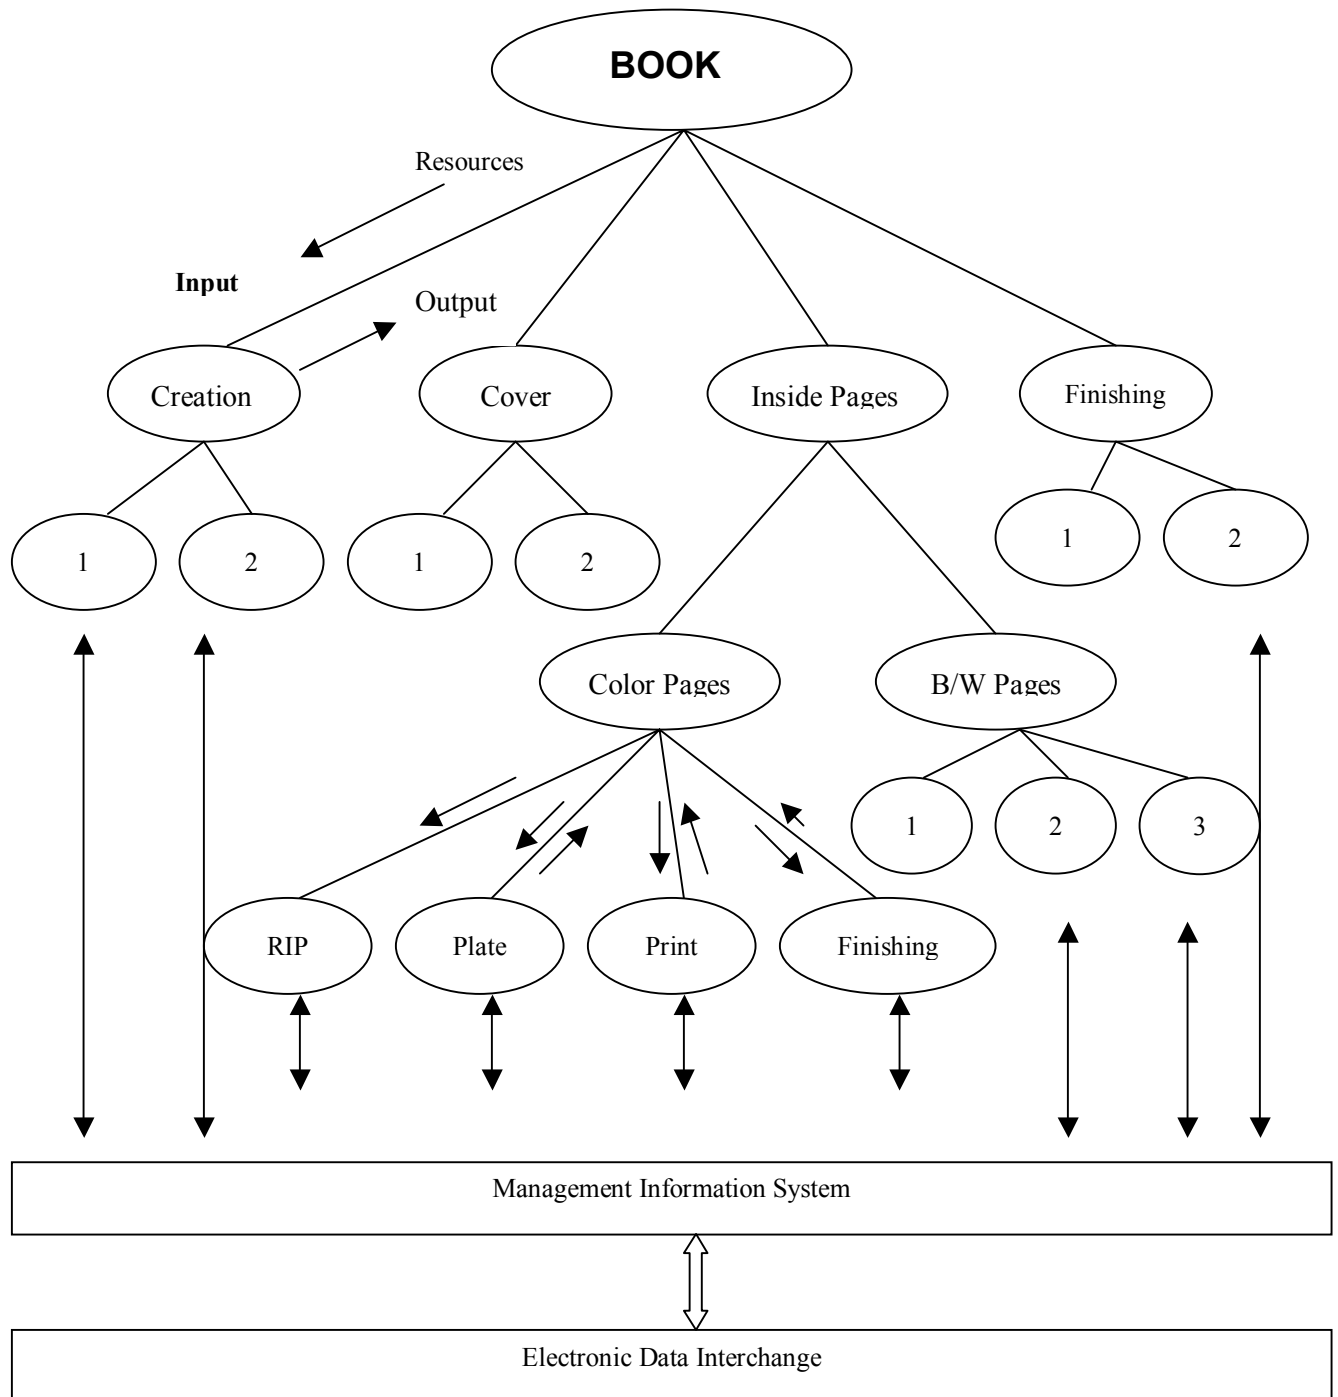 BOOK
Resources
Input
Output
Creation
Cover
Inside Pages
Finishing
1
2
1
2
1
2
Color Pages
B/W Pages
1
2
3
RIP
Plate
Print
Finishing
Management Information System
Electronic Data Interchange